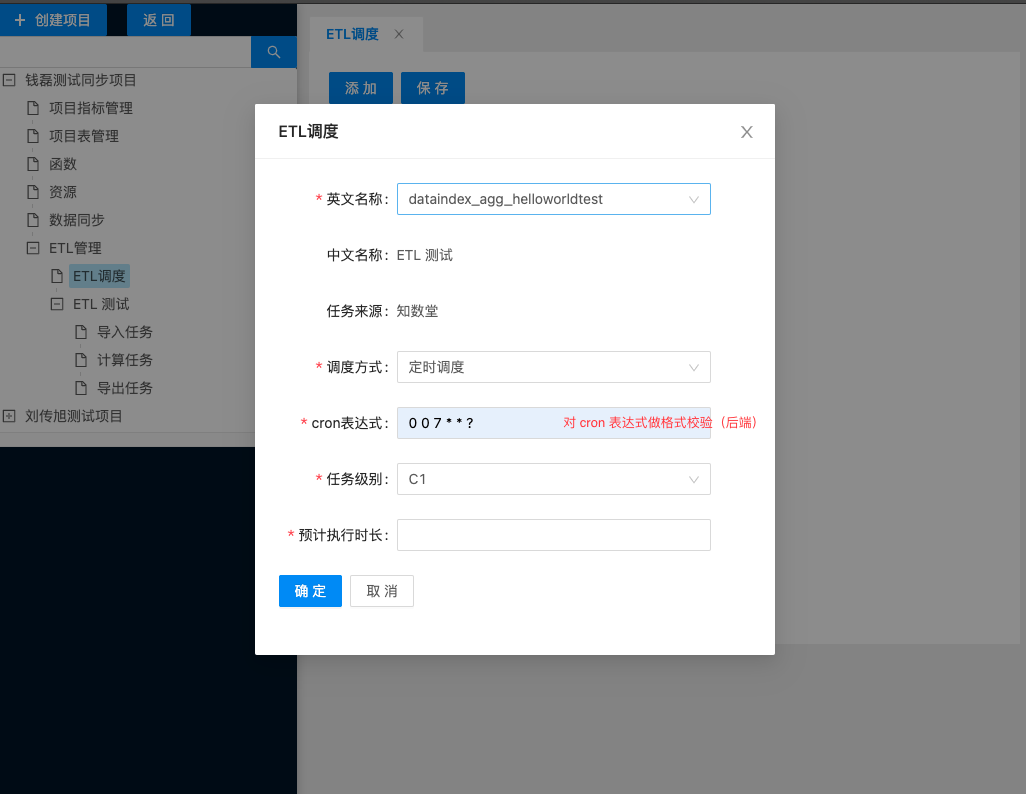 创建项目 返 回
ETL调度
添 加 保 存
钱磊测试同步项目
项目指标管理
项目表管理
函数
资源
数据同步
ETL管理
ETL调度
ETL 测试
导入任务
计算任务
导出任务
刘传旭测试项目
ETL调度
* 英文名称: dataindex_agg_helloworldtest
中文名称: ETL 测试
任务来源: 知数堂
* 调度方式: 定时调度
* cron表达式: 0 0 7 * * ? 对 cron 表达式做格式校验（后端）
* 任务级别: C1
* 预计执行时长:
确 定 取 消